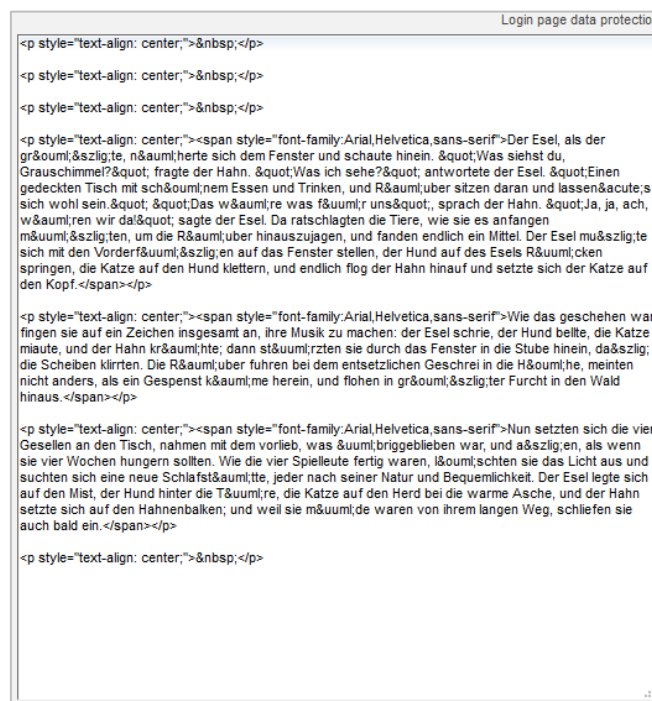 Login page data protectio
<p style="text-align: center;">&nbsp;</p>
<p style="text-align: center;">&nbsp;</p>
<p style="text-align: center;">&nbsp;</p>
<p style="text-align: center;"><span style="font-family:Arial,Helvetica,sans-serif">Der Esel, als der
gr&ouml;&szlig;te, n&auml;herte sich dem Fenster und schaute hinein. &quot;Was siehst du,
Grauschimmel?&quot; fragte der Hahn. &quot;Was ich sehe?&quot; antwortete der Esel. &quot;Einen
gedeckten Tisch mit sch&ouml;nem Essen und Trinken, und R&auml;uber sitzen daran und lassen&acute;s
sich wohl sein.&quot; &quot;Das w&auml;re was f&uuml;r uns&quot;, sprach der Hahn. &quot;Ja, ja, ach,
w&auml;ren wir da!&quot; sagte der Esel. Da ratschlagten die Tiere, wie sie es anfangen
m&uuml;&szlig;ten, um die R&auml;uber hinauszujagen, und fanden endlich ein Mittel. Der Esel mu&szlig;te
sich mit den Vorderf&uuml;&szlig;en auf das Fenster stellen, der Hund auf des Esels R&uuml;cken
springen, die Katze auf den Hund klettern, und endlich flog der Hahn hinauf und setzte sich der Katze auf
den Kopf.</span></p>
<p style="text-align: center;"><span style="font-family:Arial,Helvetica,sans-serif">Wie das geschehen war
fingen sie auf ein Zeichen insgesamt an, ihre Musik zu machen: der Esel schrie, der Hund bellte, die Katze
miaute, und der Hahn kr&auml;hte; dann st&uuml;rzten sie durch das Fenster in die Stube hinein, da&szlig;
die Scheiben klirrten. Die R&auml;uber fuhren bei dem entsetzlichen Geschrei in die H&ouml;he, meinten
nicht anders, als ein Gespenst k&auml;me herein, und flohen in gr&ouml;&szlig;ter Furcht in den Wald
hinaus.</span></p>
<p style="text-align: center;"><span style="font-family:Arial,Helvetica,sans-serif">Nun setzten sich die vier
Gesellen an den Tisch, nahmen mit dem vorlieb, was &uuml;briggeblieben war, und a&szlig;en, als wenn
sie vier Wochen hungern sollten. Wie die vier Spielleute fertig waren, l&ouml;schten sie das Licht aus und
suchten sich eine neue Schlafst&auml;tte, jeder nach seiner Natur und Bequemlichkeit. Der Esel legte sich
auf den Mist, der Hund hinter die T&uuml;re, die Katze auf den Herd bei die warme Asche, und der Hahn
setzte sich auf den Hahnenbalken; und weil sie m&uuml;de waren von ihrem langen Weg, schliefen sie
auch bald ein.</span></p>
<p style="text-align: center;">&nbsp;</p>